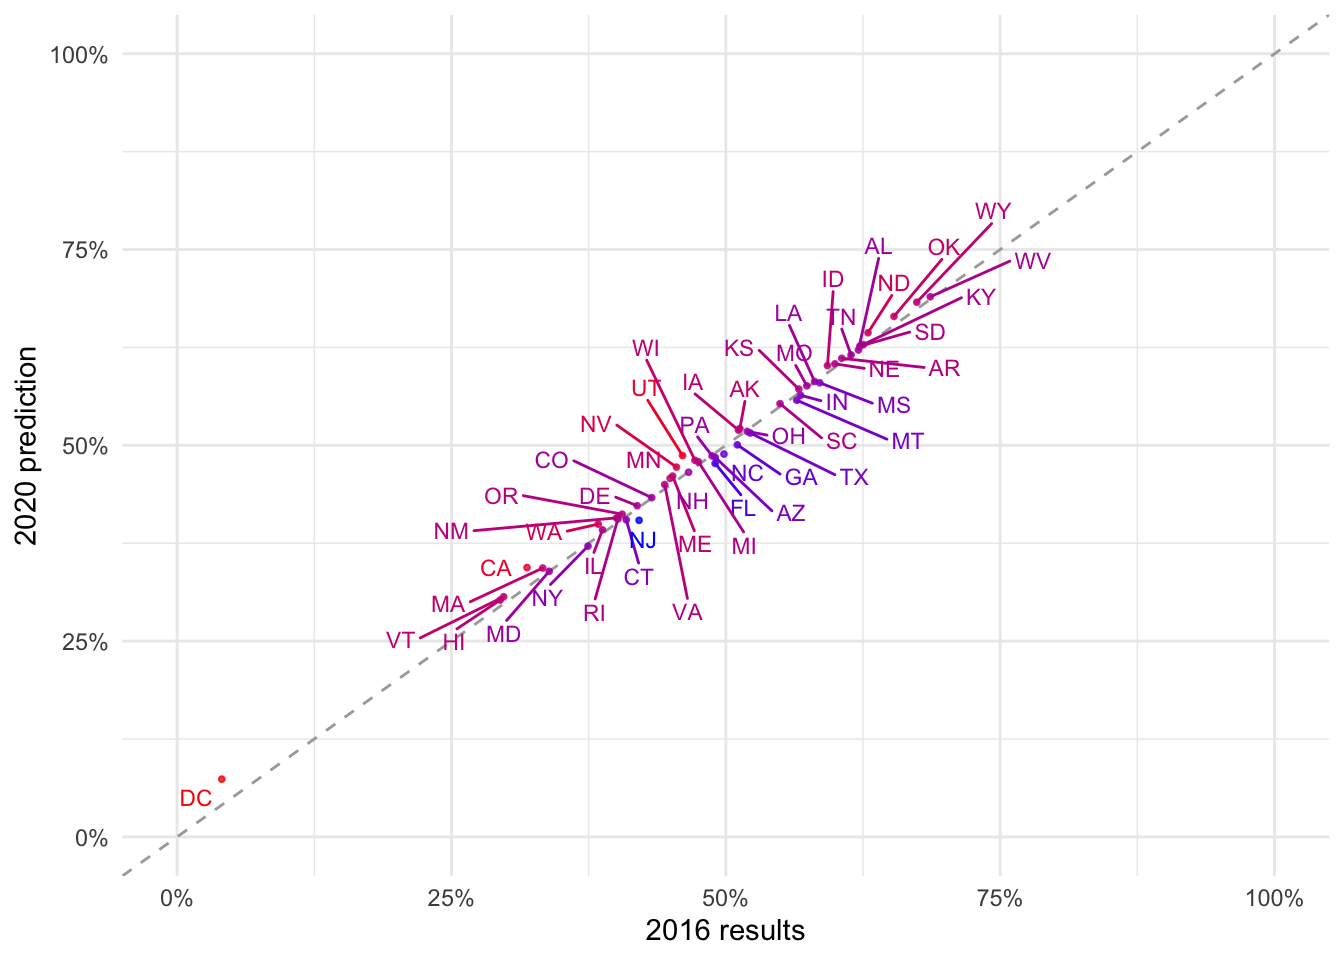 2020 prediction
100%
75%
50%
25%
0%
WY
AL
OK
WV
ID
ND
KY
LA
TN
SD
WI
KS
MO
NE
AR
UT
IA
AK
IN
MS
NV
PA
OH
SC
MT
CO
MN
NC
GA
TX
OR
DE
NH
FL
AZ
NM
WA
NJ
ME
MI
CA
IL
CT
MA
NY
RI
VA
VT
HI
MD
DC
0%
25%
50%
75%
100%
2016 results